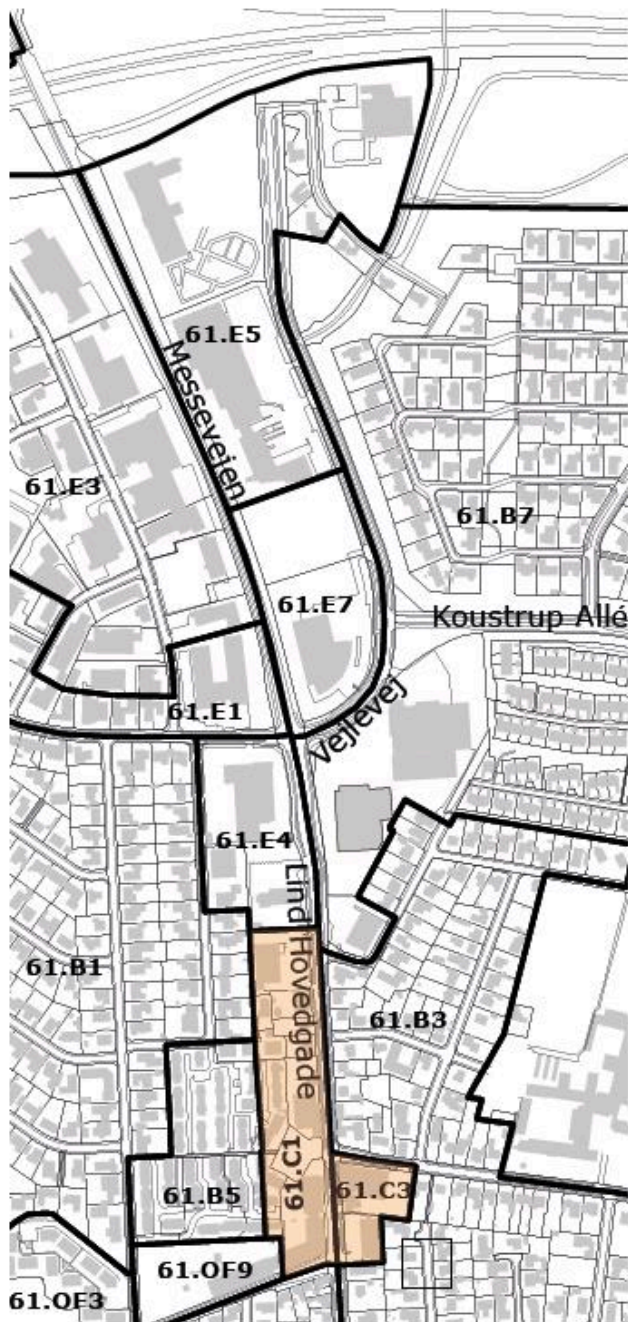 61.E5
Messevejen
61.E3
61.B7
61.E7
Koustrup Allé
61.E1
Vejlevej
61.E4
Lind Hovedgade
61.B1
61.B3
61.C1
61.C3
61.B5
61.OF9
61.OF3